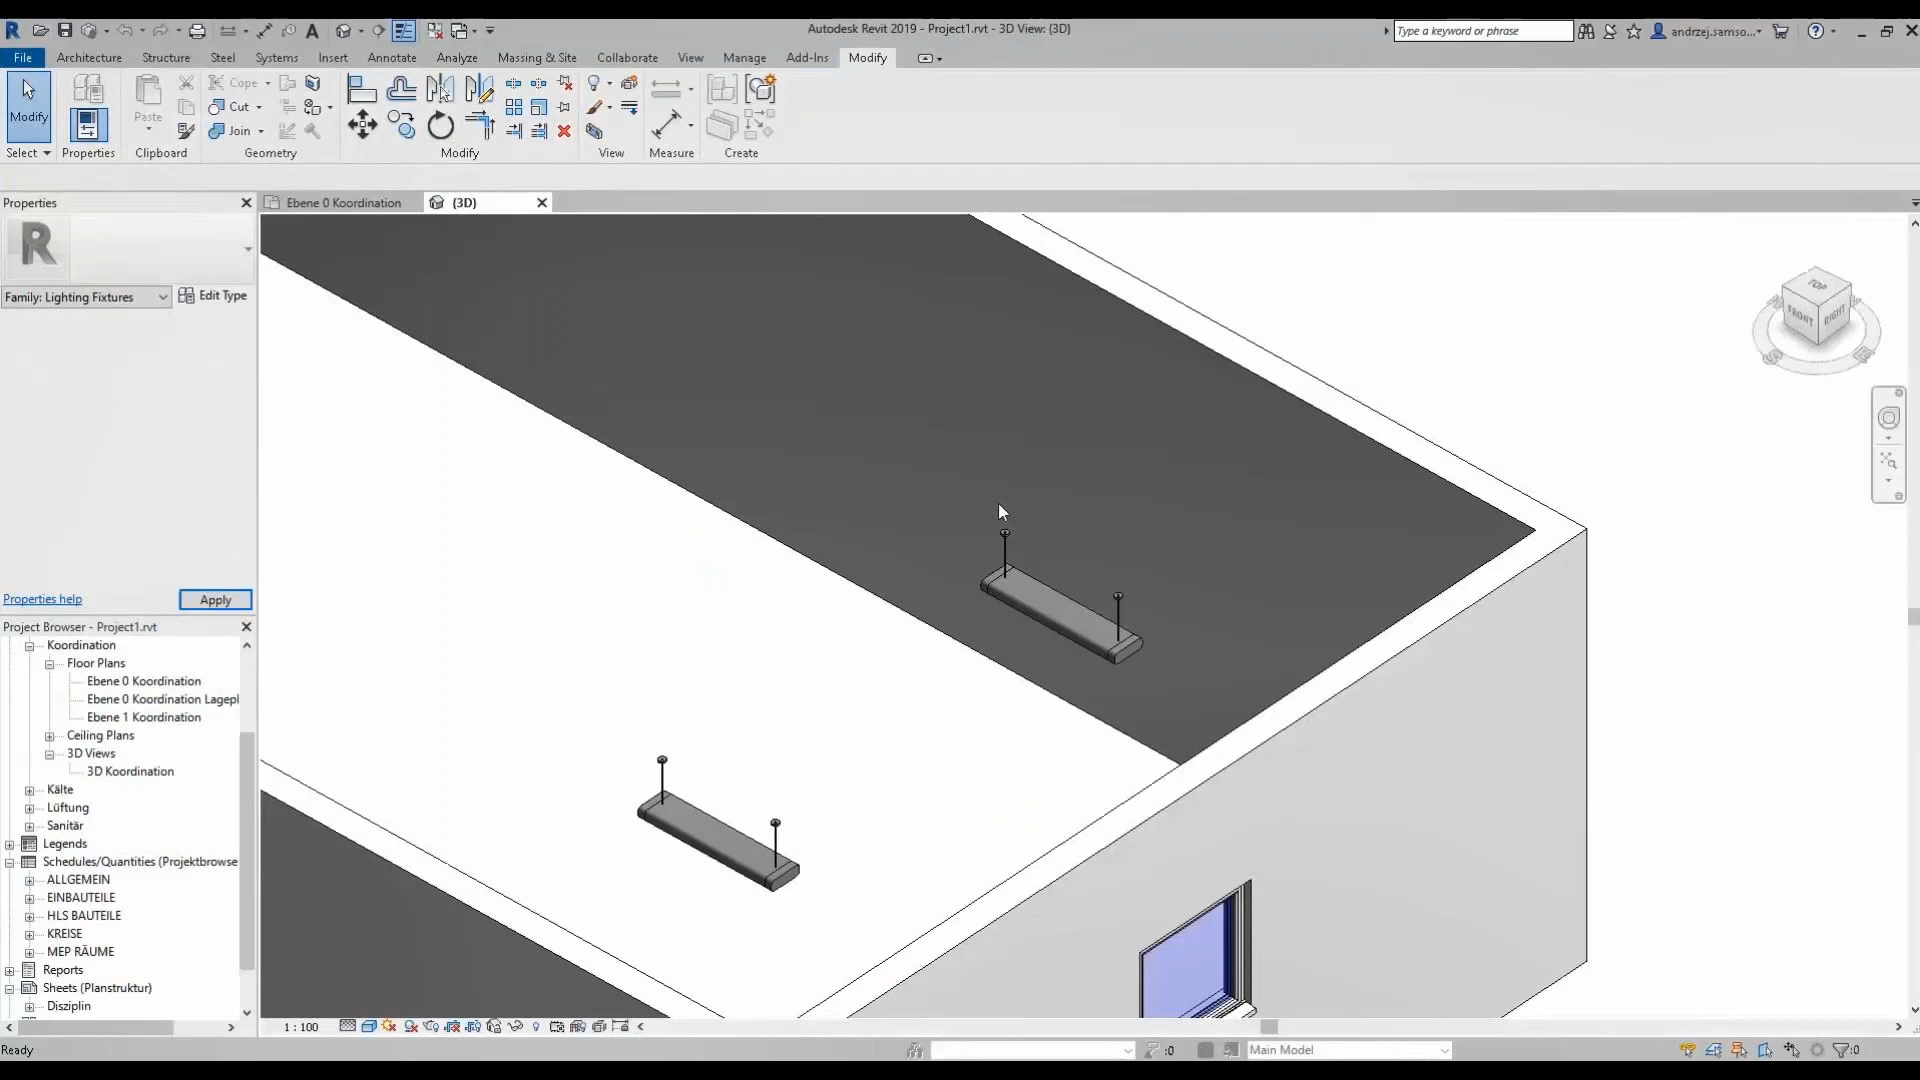 Autodesk Revit 2019 - Project1.rvt - 3D View: {3D}
Type a keyword or phrase
andrzej.samso...
File Architecture Structure Steel Systems Insert Annotate Analyze Massing & Site Collaborate View Manage Add-Ins Modify
Modify
Paste
Cope
Cut
Join
Select Properties Clipboard Geometry Modify View Measure Create
Properties
Ebene 0 Koordination
{3D}
R
Family: Lighting Fixtures
Edit Type
TOP
FRONT
RIGHT
Properties help
Apply
Project Browser - Project1.rvt
Koordination
Floor Plans
Ebene 0 Koordination
Ebene 0 Koordination Lagepl
Ebene 1 Koordination
Ceiling Plans
3D Views
3D Koordination
Kälte
Lüftung
Sanitär
Legends
Schedules/Quantities (Projektbrowse
ALLGEMEIN
EINBAUTEILE
HLS BAUTEILE
KREISE
MEP RÄUME
Reports
Sheets (Planstruktur)
Disziplin
1 : 100
Ready
:0
Main Model
:0